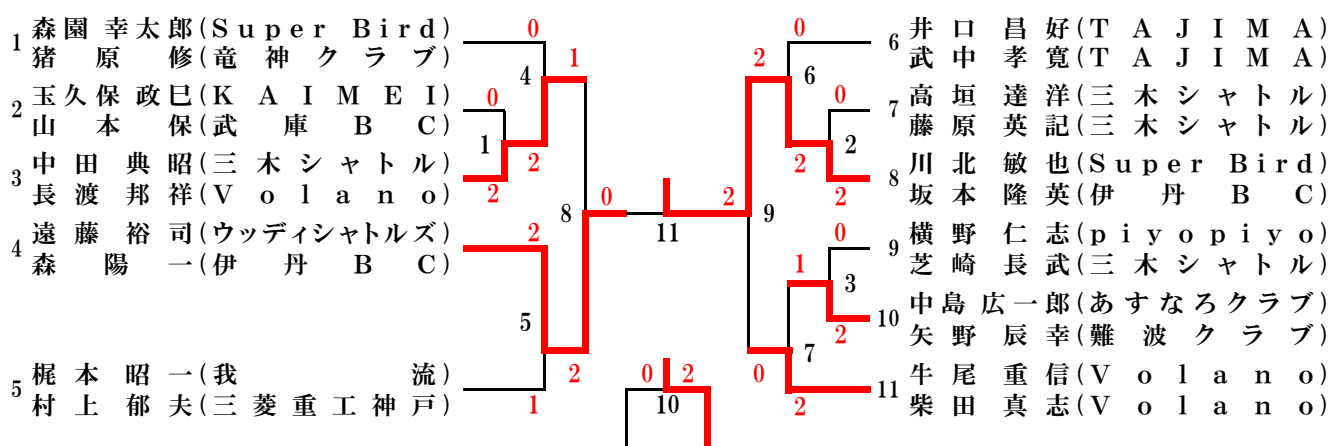 1
森園 幸太郎(Super Bird)
猪原 修(竜神クラブ)
2
玉久保 政巳(KAIMEI)
山本 保(武庫BC)
3
中田 典昭(三木シャトル)
長渡 邦祥(Volano)
4
遠藤 裕司(ウッディシャトルズ)
森 陽一(伊丹BC)
5
梶本 昭一(我流)
村上 郁夫(三菱重工神戸)
0
4
1
0
1
2
2
2
8
0
5
2
1
11
2
9
0 2
10
2
6
0
0
2
2
2
0
1
3
2
7
0
2
6
井口 昌好(TAJIMA)
武中 孝寛(TAJIMA)
7
高垣 達洋(三木シャトル)
藤原 英記(三木シャトル)
8
川北 敏也(Super Bird)
坂本 隆英(伊丹BC)
9
横野 仁志(piyopiyo)
芝崎 長武(三木シャトル)
10
中島 広一郎(あすなろクラブ)
矢野 辰幸(難波クラブ)
11
牛尾 重信(Volano)
柴田 真志(Volano)